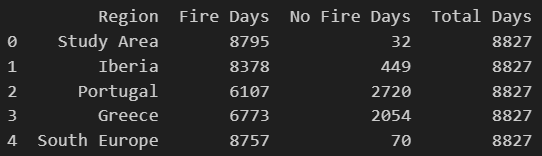 Region Fire Days No Fire Days Total Days
0 Study Area 8795 32 8827
1 Iberia 8378 449 8827
2 Portugal 6107 2720 8827
3 Greece 6773 2054 8827
4 South Europe 8757 70 8827